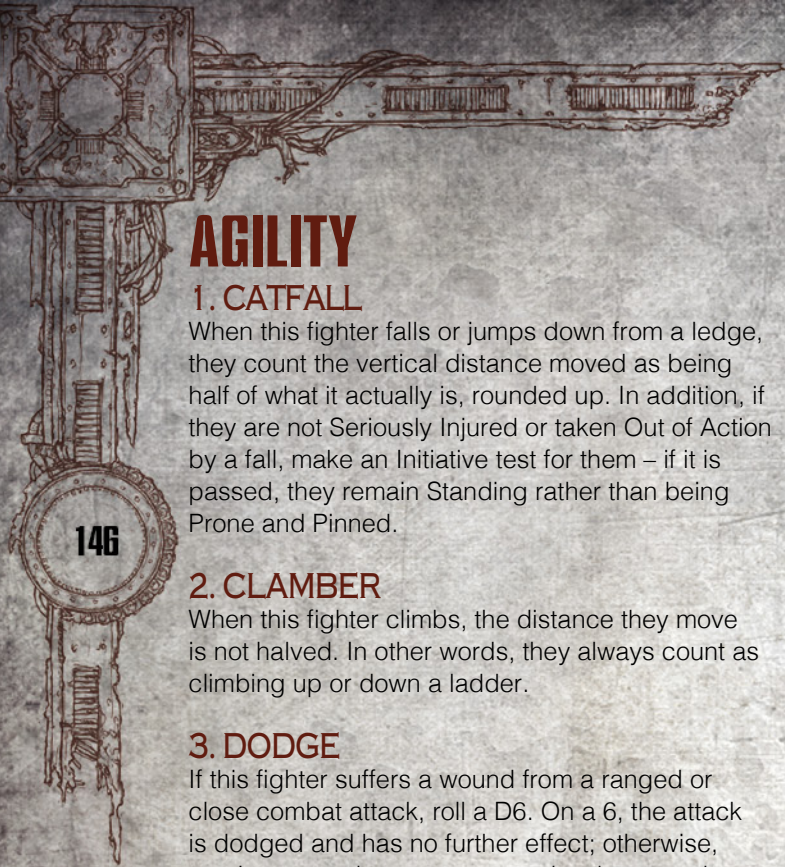 AGILITY
1. CATFALL
When this fighter falls or jumps down from a ledge,
they count the vertical distance moved as being
half of what it actually is, rounded up. In addition, if
they are not Seriously Injured or taken Out of Action
by a fall, make an Initiative test for them – if it is
passed, they remain Standing rather than being
Prone and Pinned.
146
2. CLAMBER
When this fighter climbs, the distance they move
is not halved. In other words, they always count as
climbing up or down a ladder.
3. DODGE
If this fighter suffers a wound from a ranged or
close combat attack, roll a D6. On a 6, the attack
is dodged and has no further effect; otherwise,